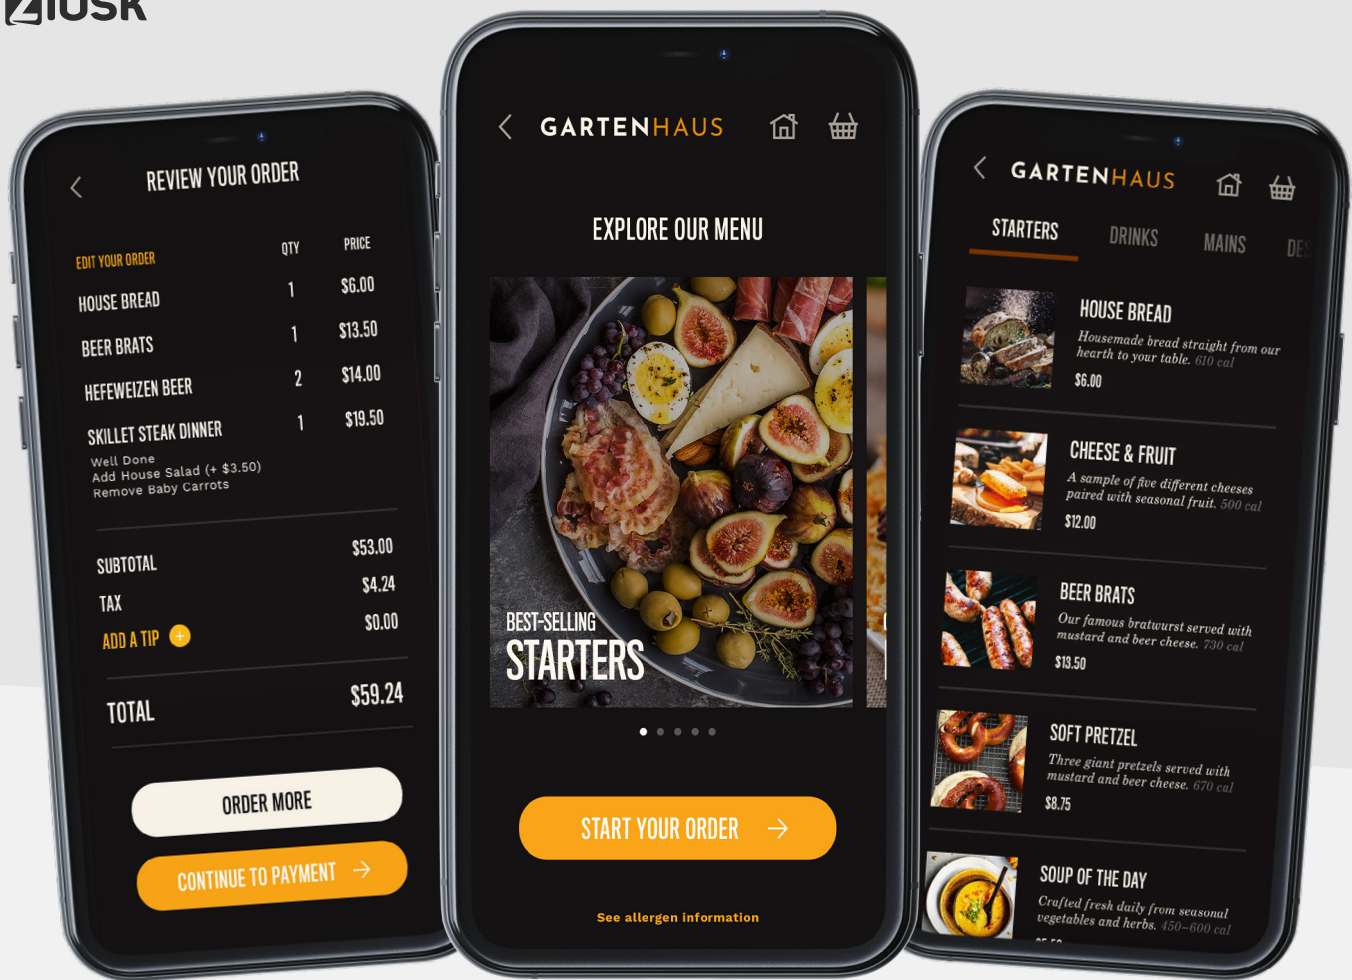 ZIOSK
REVIEW YOUR ORDER
EDIT YOUR ORDER QTY PRICE
HOUSE BREAD 1 $6.00
BEER BRATS 1 $13.50
HEFEWEIZEN BEER 2 $14.00
SKILLET STEAK DINNER 1 $19.50
Well Done
Add House Salad (+ $3.50)
Remove Baby Carrots
SUBTOTAL $53.00
TAX $4.24
ADD A TIP + $0.00
TOTAL $59.24
ORDER MORE
CONTINUE TO PAYMENT
GARTENHAUS
EXPLORE OUR MENU
BEST-SELLING
STARTERS
START YOUR ORDER
See allergen information
GARTENHAUS
STARTERS DRINKS MAINS DES
HOUSE BREAD
Housemade bread straight from our
hearth to your table. 610 cal
$6.00
CHEESE & FRUIT
A sample of five different cheeses
paired with seasonal fruit. 500 cal
$12.00
BEER BRATS
Our famous bratwurst served with
mustard and beer cheese. 730 cal
$13.50
SOFT PRETZEL
Three giant pretzels served with
mustard and beer cheese. 670 cal
$8.75
SOUP OF THE DAY
Crafted fresh daily from seasonal
vegetables and herbs. 450–600 cal